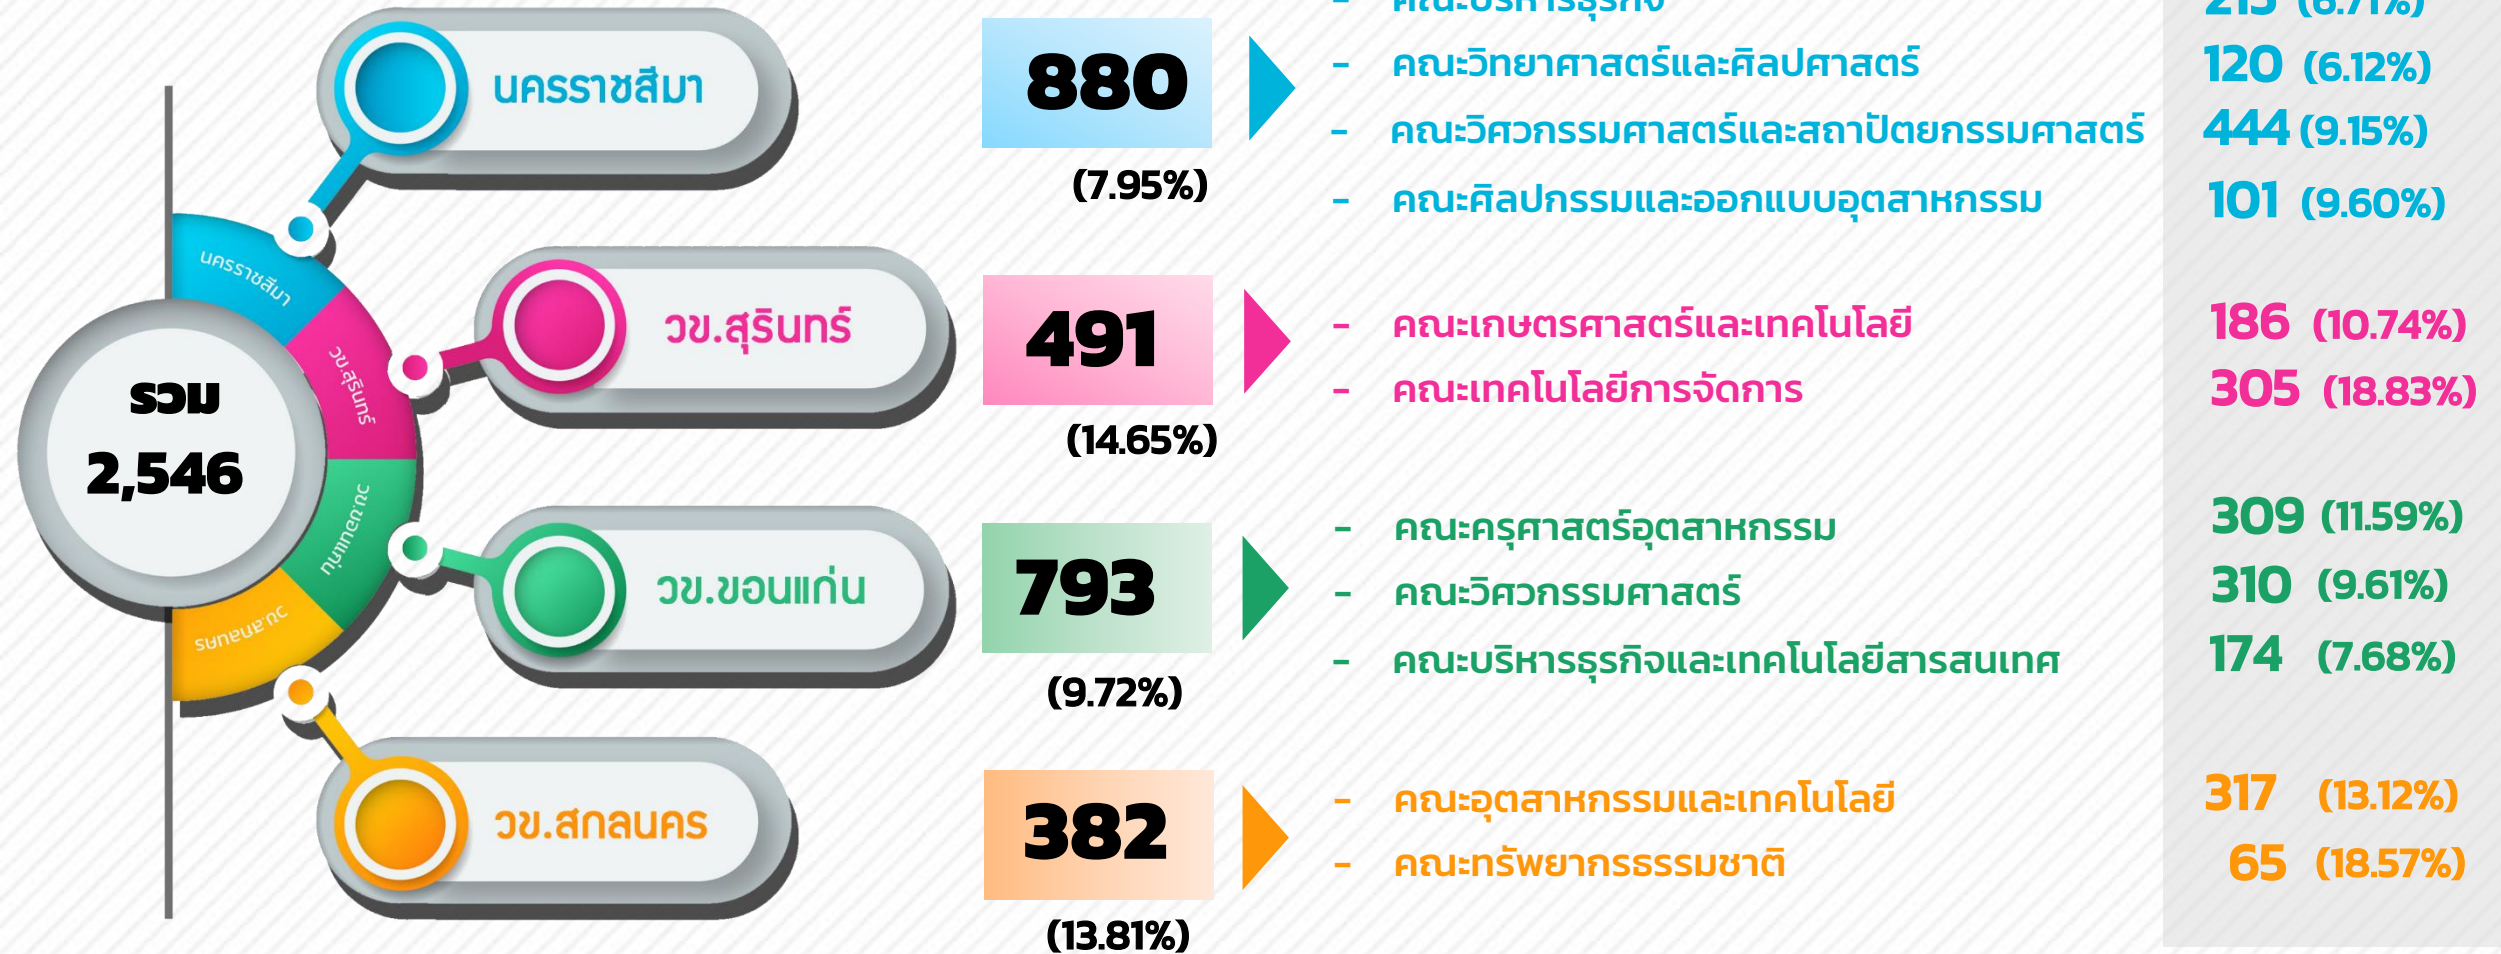 - คณะบริหารธุรกิจ 215 (6.71%)
นครราชสีมา 880 - คณะวิทยาศาสตร์และศิลปศาสตร์ 120 (6.12%)
- คณะวิศวกรรมศาสตร์และสถาปัตยกรรมศาสตร์ 444 (9.15%)
(7.95%)
- คณะศิลปกรรมและออกแบบอุตสาหกรรม 101 (9.60%)
นครราชสีมา
วข.สุรินทร์ 491 - คณะเกษตรศาสตร์และเทคโนโลยี 186 (10.74%)
วข.สุรินทร์
- คณะเทคโนโลยีการจัดการ 305 (18.83%)
รวม
(14.65%)
2,546
วข.ขอนแก่น
- คณะครุศาสตร์อุตสาหกรรม 309 (11.59%)
วข.ขอนแก่น 793 - คณะวิศวกรรมศาสตร์ 310 (9.61%)
วข.สกลนคร
- คณะบริหารธุรกิจและเทคโนโลยีสารสนเทศ 174 (7.68%)
(9.72%)
- คณะอุตสาหกรรมและเทคโนโลยี 317 (13.12%)
วข.สกลนคร 382
- คณะทรัพยากรธรรมชาติ 65 (18.57%)
(13.81%)